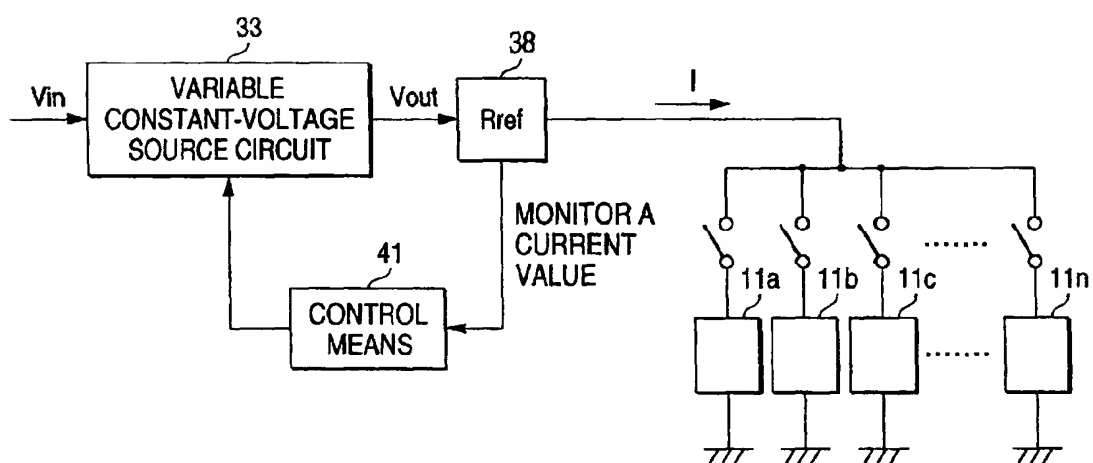 33
VARIABLE
CONSTANT-VOLTAGE
SOURCE CIRCUIT
Vin
Vout
38
Rref
I
MONITOR A
CURRENT
VALUE
41
CONTROL
MEANS
11a
11b
11c
11n